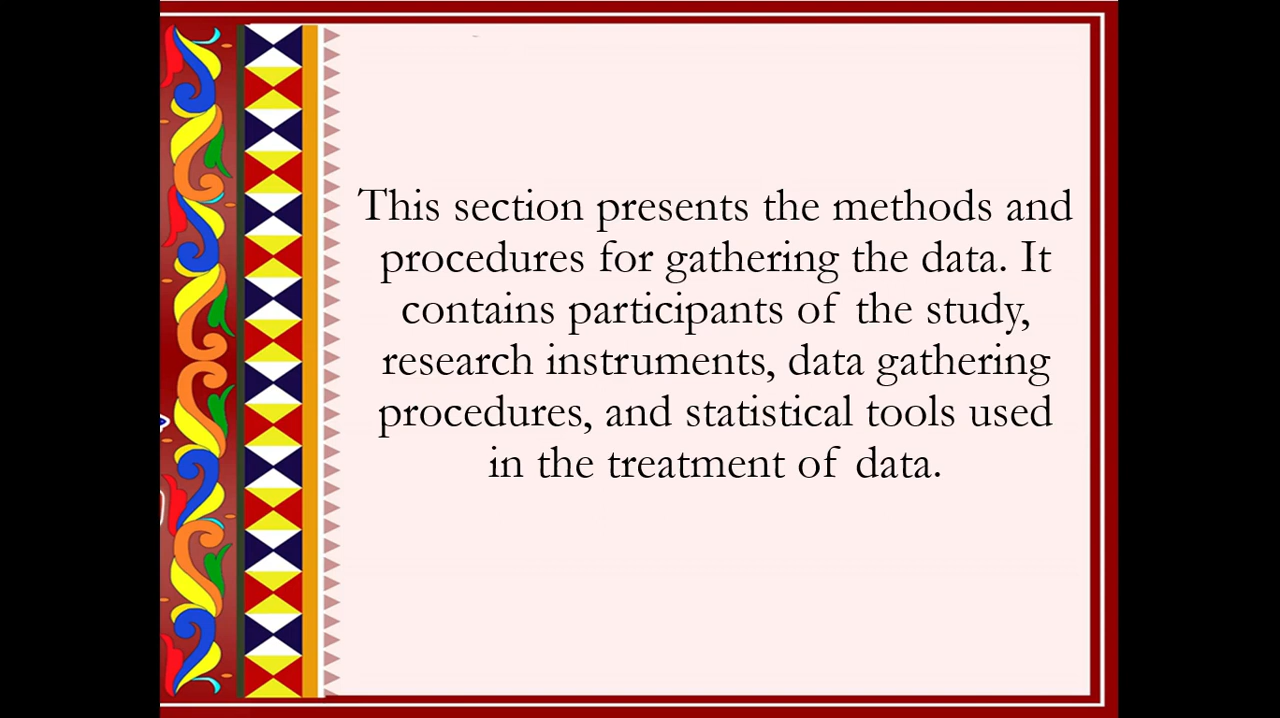 This section presents the methods and
procedures for gathering the data. It
contains participants of the study,
research instruments, data gathering
procedures, and statistical tools used
in the treatment of data.